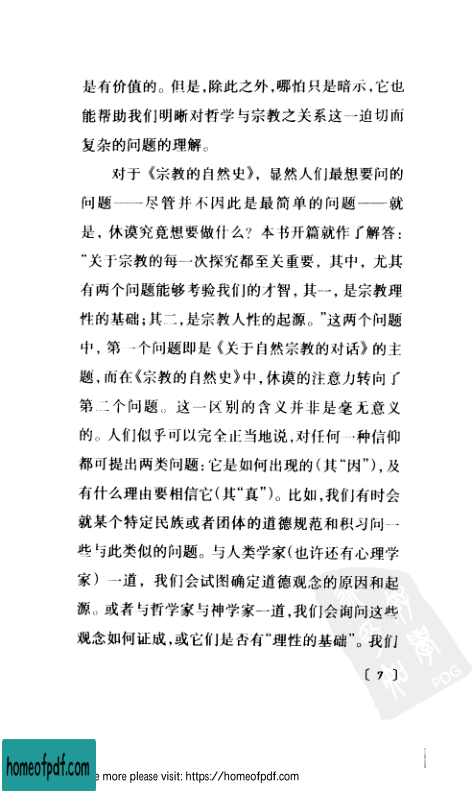 是有价值的。但是,除此之外,哪怕只是暗示,它也
能帮助我们明晰对哲学与宗教之关系这一迫切而
复杂的问题的理解。
对于《宗教的自然史》,显然人们最想要问的
问题——尽管并不因此是最简单的问题——就
是,休谟究竟想要做什么?本书开篇就作了解答:
“关于宗教的每一次探究都至关重要,其中,尤其
有两个问题能够考验我们的才智,其一,是宗教理
性的基础;其二,是宗教人性的起源。”这两个问题
中,第一个问题即是《关于自然宗教的对话》的主
题,而在《宗教的自然史》中,休谟的注意力转向了
第二个问题。这一区别的含义并非是毫无意义
的。人们似乎可以完全正当地说,对任何一种信仰
都可提出两类问题:它是如何出现的(其“因”),及
有什么理由要相信它(其“真”)。比如,我们有时会
就某个特定民族或者团体的道德规范和积习问一
些与此类似的问题。与人类学家(也许还有心理学
家)一道,我们会试图确定道德观念的原因和起
源。或者与哲学家与神学家一道,我们会询问这些
观念如何证成,或它们是否有“理性的基础”。我们
〔7〕
PDG
homeofpdf.com
e more please visit: https://homeofpdf.com